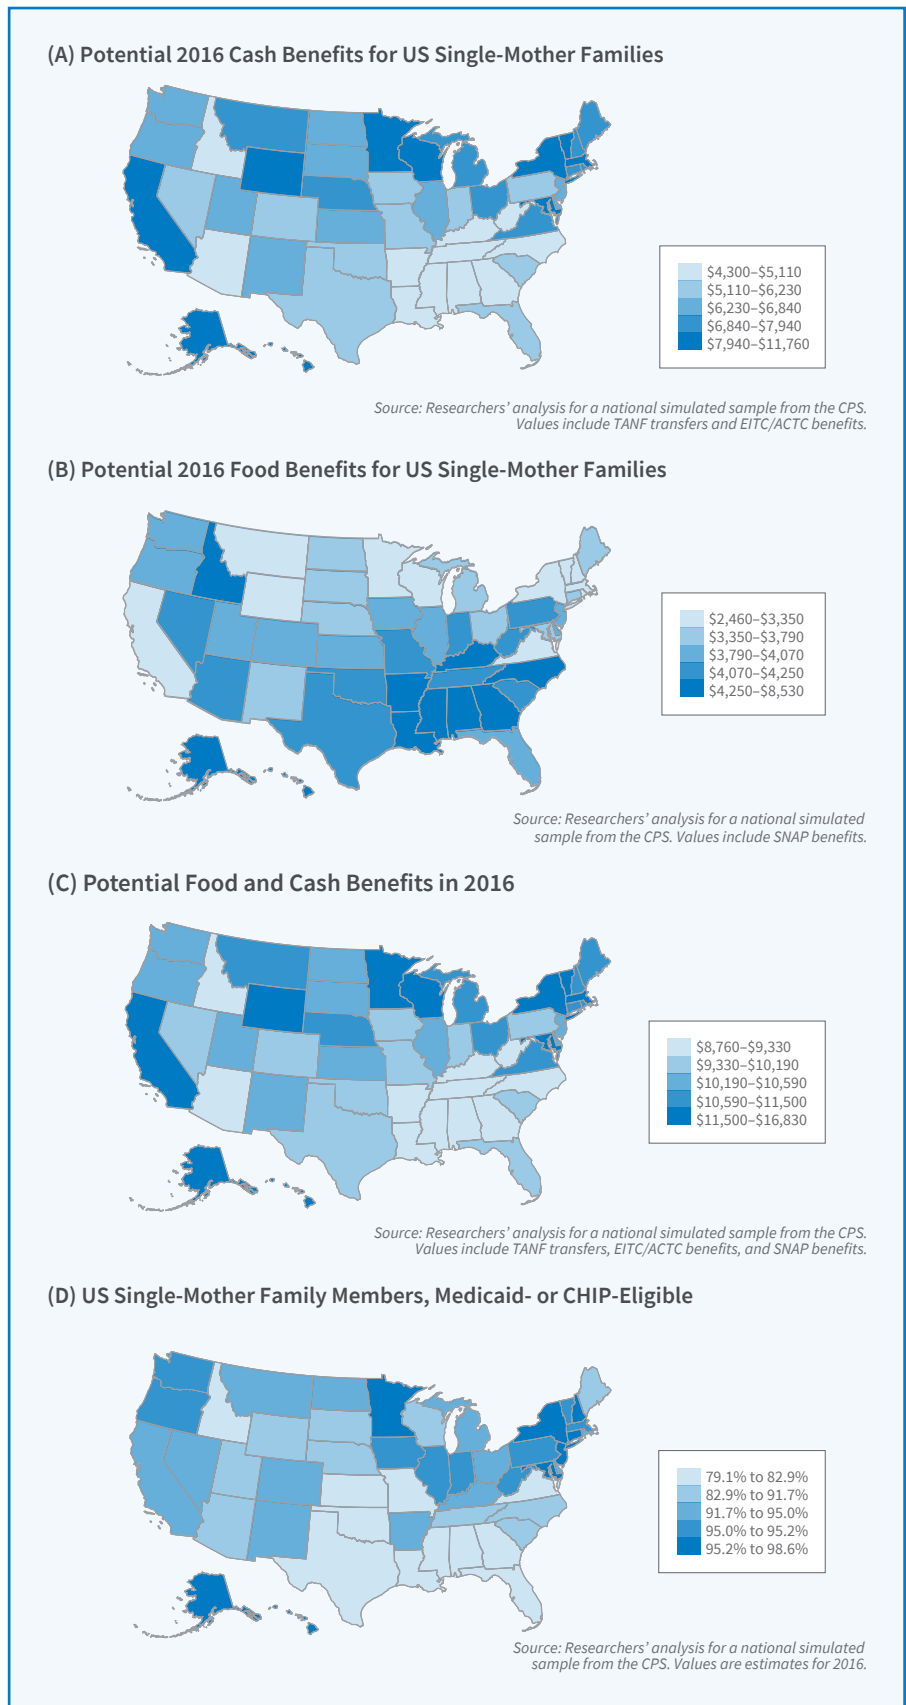 (A) Potential 2016 Cash Benefits for US Single-Mother Families
$4,300–$5,110
$5,110–$6,230
$6,230–$6,840
$6,840–$7,940
$7,940–$11,760
Source: Researchers’ analysis for a national simulated sample from the CPS.
Values include TANF transfers and EITC/ACTC benefits.
(B) Potential 2016 Food Benefits for US Single-Mother Families
$2,460–$3,350
$3,350–$3,790
$3,790–$4,070
$4,070–$4,250
$4,250–$8,530
Source: Researchers’ analysis for a national simulated
sample from the CPS. Values include SNAP benefits.
(C) Potential Food and Cash Benefits in 2016
$8,760–$9,330
$9,330–$10,190
$10,190–$10,590
$10,590–$11,500
$11,500–$16,830
Source: Researchers’ analysis for a national simulated sample from the CPS.
Values include TANF transfers, EITC/ACTC benefits, and SNAP benefits.
(D) US Single-Mother Family Members, Medicaid- or CHIP-Eligible
79.1% to 82.9%
82.9% to 91.7%
91.7% to 95.0%
95.0% to 95.2%
95.2% to 98.6%
Source: Researchers’ analysis for a national simulated
sample from the CPS. Values are estimates for 2016.